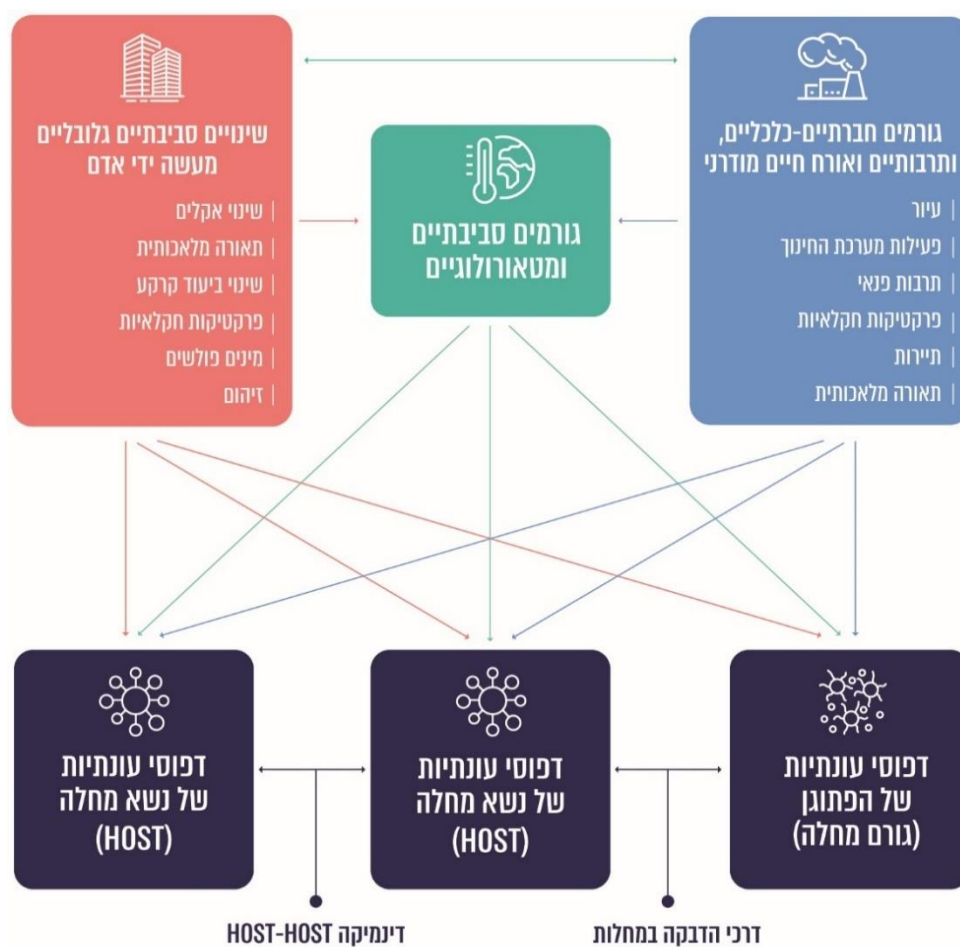 גורמים חברתיים-כלכליים,
ותרבותיים ואורח חיים מודרני
| עיור
| פעילות מערכת החינוך
| תרבות פנאי
| פרקטיקות חקלאיות
| תיירות
| תאורה מלאכותית
גורמים סביבתיים
ומטאורולוגיים
שינויים סביבתיים גלובליים
מעשה ידי אדם
| שינוי אקלים
| תאורה מלאכותית
| שינוי ביעוד קרקע
| פרקטיקות חקלאיות
| מינים פולשים
| זיהום
דפוסי עונתיות
של הפתוגן
(גורם מחלה)
דפוסי עונתיות
של נשא מחלה
(HOST)
דפוסי עונתיות
של נשא מחלה
(HOST)
דרכי הדבקה במחלות
דינמיקה HOST-HOST